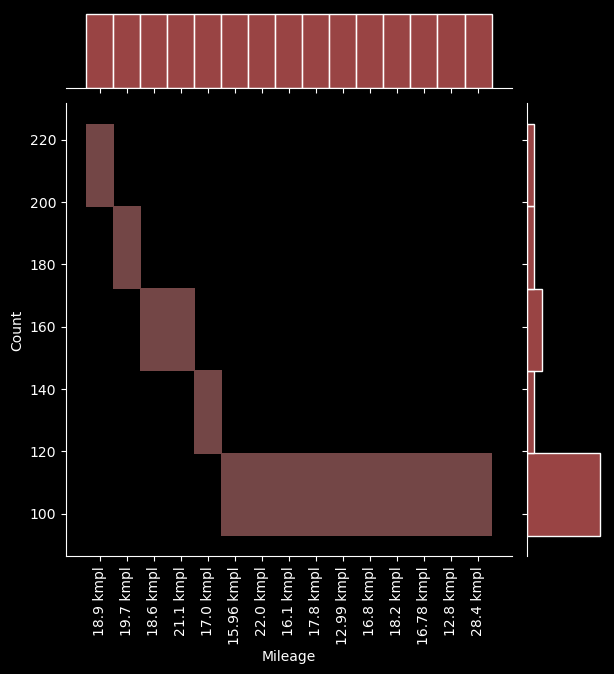 220
200
180
160
140
120
100
Count
18.9 kmpl
19.7 kmpl
18.6 kmpl
21.1 kmpl
17.0 kmpl
15.96 kmpl
22.0 kmpl
16.1 kmpl
17.8 kmpl
12.99 kmpl
16.8 kmpl
18.2 kmpl
16.78 kmpl
12.8 kmpl
28.4 kmpl
Mileage